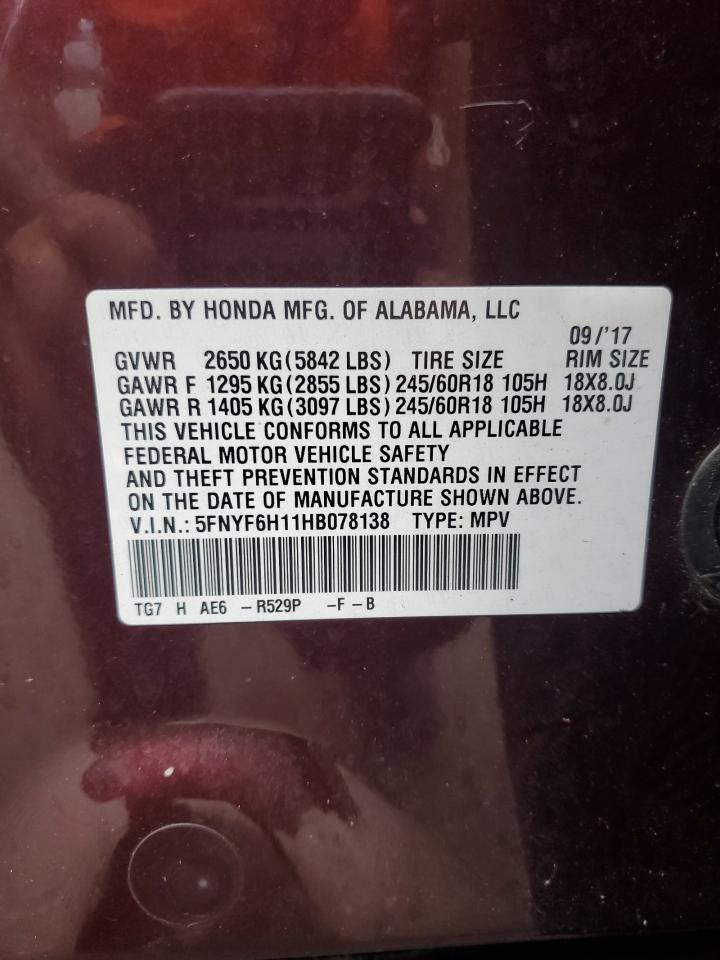 MFD. BY HONDA MFG. OF ALABAMA, LLC
09/'17
GVWR 2650 KG (5842 LBS) TIRE SIZE RIM SIZE
GAWR F 1295 KG (2855 LBS) 245/60R18 105H 18X8.0J
GAWR R 1405 KG (3097 LBS) 245/60R18 105H 18X8.0J
THIS VEHICLE CONFORMS TO ALL APPLICABLE
FEDERAL MOTOR VEHICLE SAFETY
AND THEFT PREVENTION STANDARDS IN EFFECT
ON THE DATE OF MANUFACTURE SHOWN ABOVE.
V.I.N.: 5FNYF6H11HB078138 TYPE: MPV
TG7 H AE6 -R529P -F-B